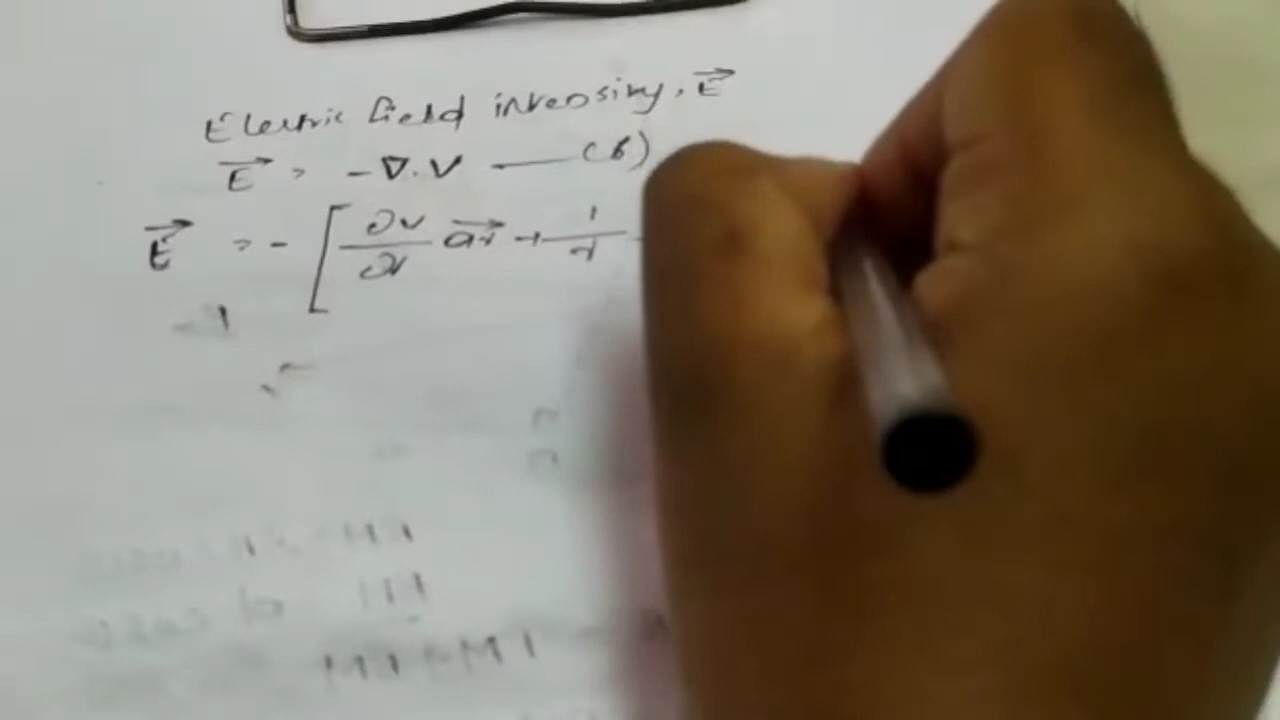 Electric field intensity, E⃗
E⃗ = -∇.V —— (6)
E⃗ = - [ ∂V/∂r a⃗r + 1/r